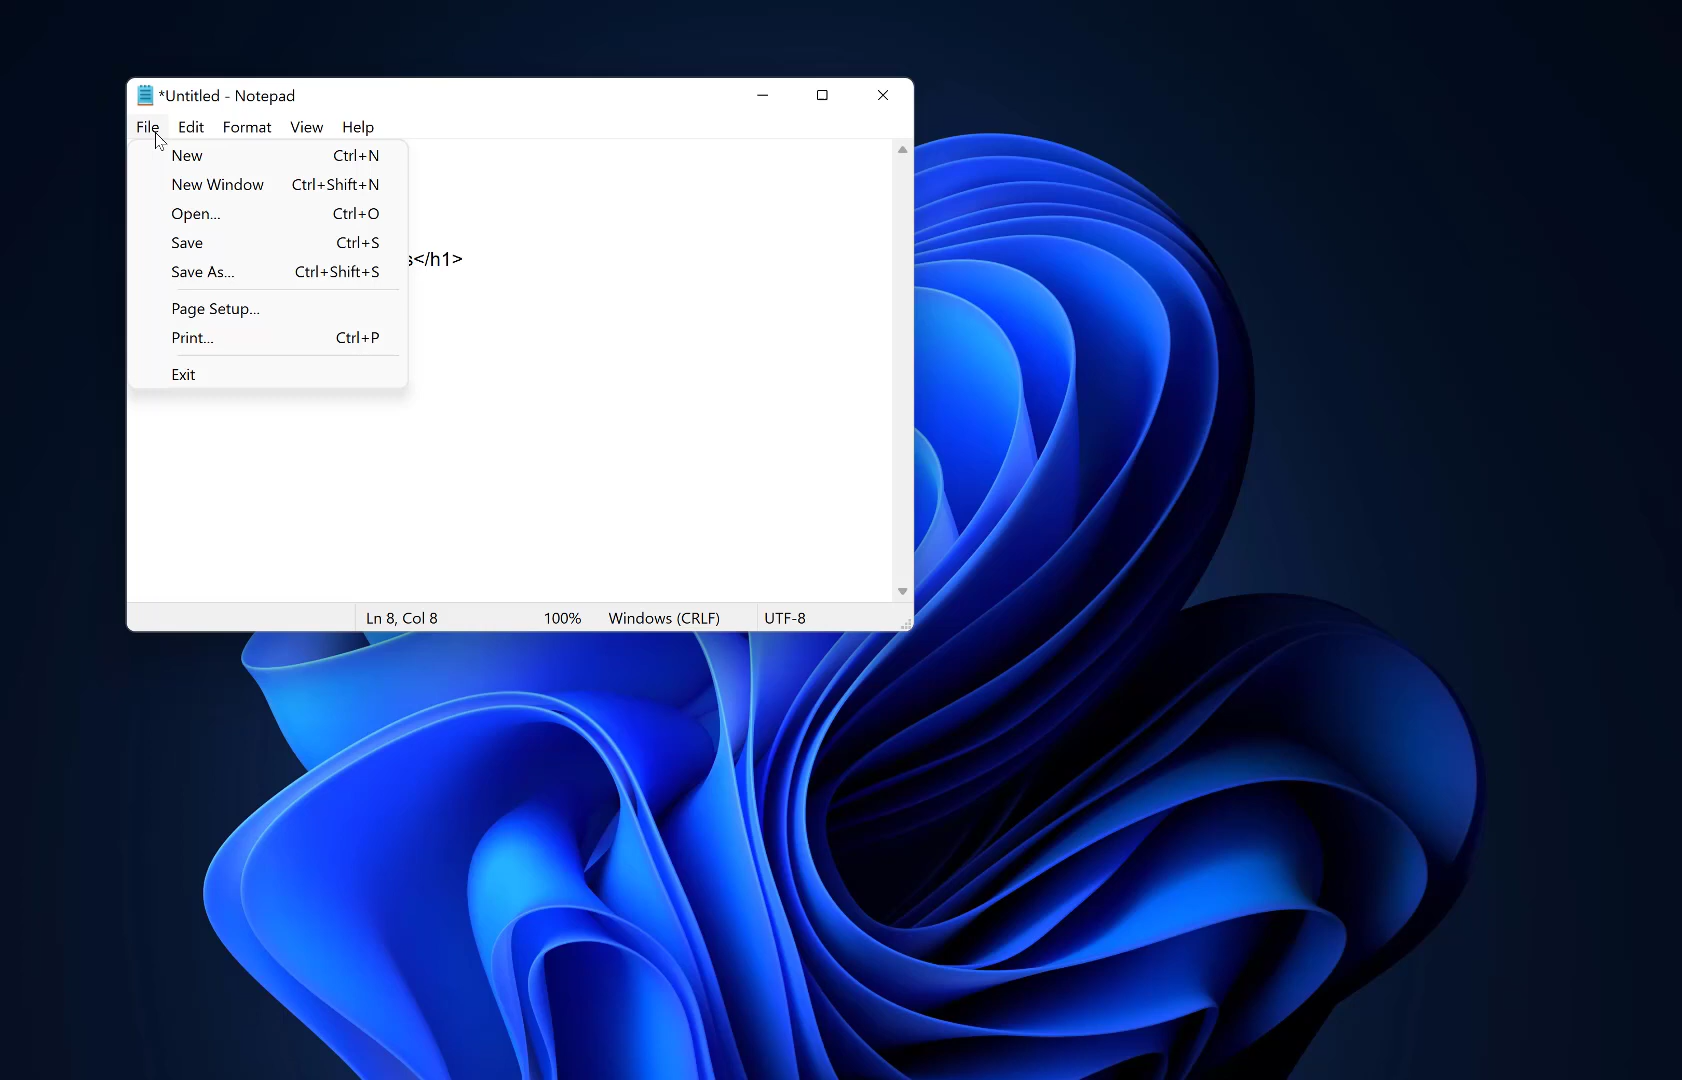 *Untitled - Notepad
File Edit Format View Help
New Ctrl+N
New Window Ctrl+Shift+N
Open... Ctrl+O
Save Ctrl+S
s</h1>
Save As... Ctrl+Shift+S
Page Setup...
Print... Ctrl+P
Exit
Ln 8, Col 8 100% Windows (CRLF) UTF-8